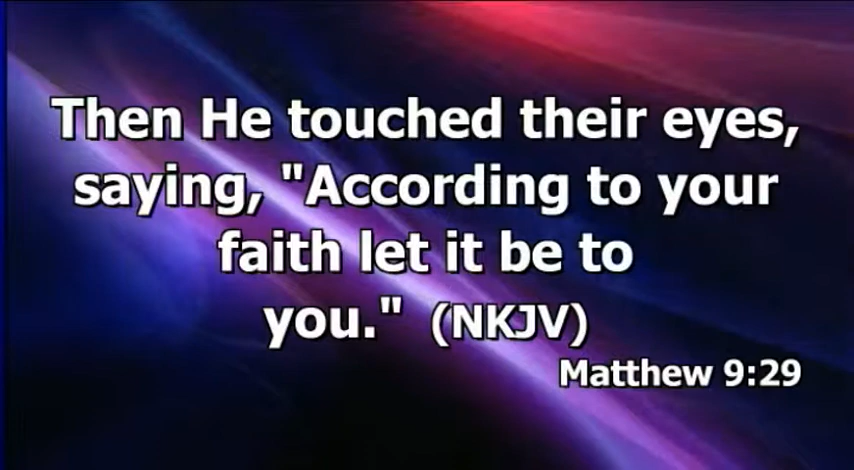 Then He touched their eyes,
saying, "According to your
faith let it be to
you." (NKJV)
Matthew 9:29